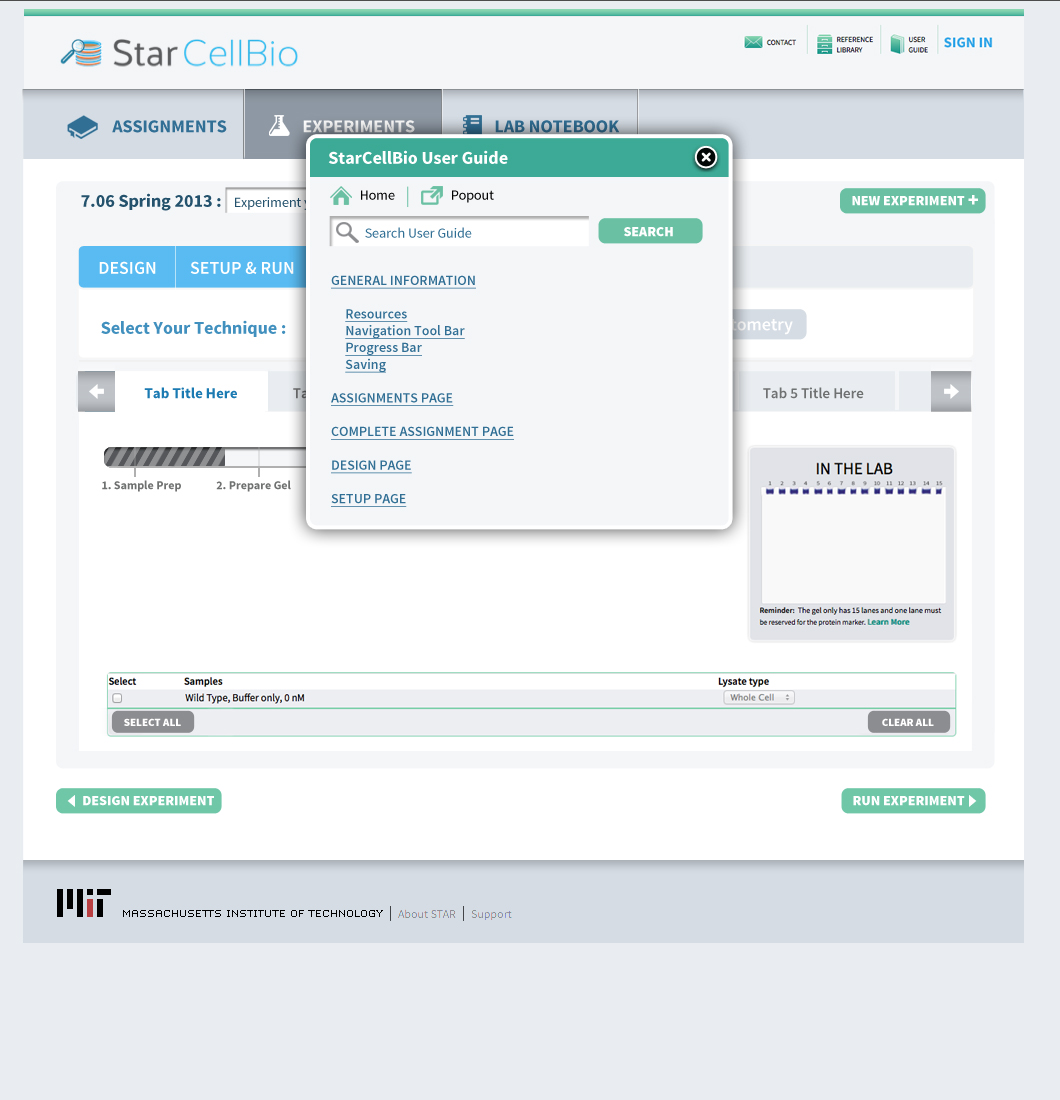 StarCellBio
CONTACT
REFERENCE
LIBRARY
USER
GUIDE
SIGN IN
ASSIGNMENTS
EXPERIMENTS
LAB NOTEBOOK
StarCellBio User Guide
Home
Popout
Search User Guide
SEARCH
GENERAL INFORMATION
Resources
Navigation Tool Bar
Progress Bar
Saving
ASSIGNMENTS PAGE
COMPLETE ASSIGNMENT PAGE
DESIGN PAGE
SETUP PAGE
7.06 Spring 2013 :
Experiment
NEW EXPERIMENT +
DESIGN
SETUP & RUN
Select Your Technique :
tometry
Tab Title Here
Ta
Tab 5 Title Here
1. Sample Prep
2. Prepare Gel
IN THE LAB
1 2 3 4 5 6 7 8 9 10 11 12 13 14 15
Reminder: The gel only has 15 lanes and one lane must
be reserved for the protein marker. Learn More
Select Samples Lysate type
Wild Type, Buffer only, 0 nM Whole Cell
SELECT ALL
CLEAR ALL
DESIGN EXPERIMENT
RUN EXPERIMENT
MIT
MASSACHUSETTS INSTITUTE OF TECHNOLOGY | About STAR | Support